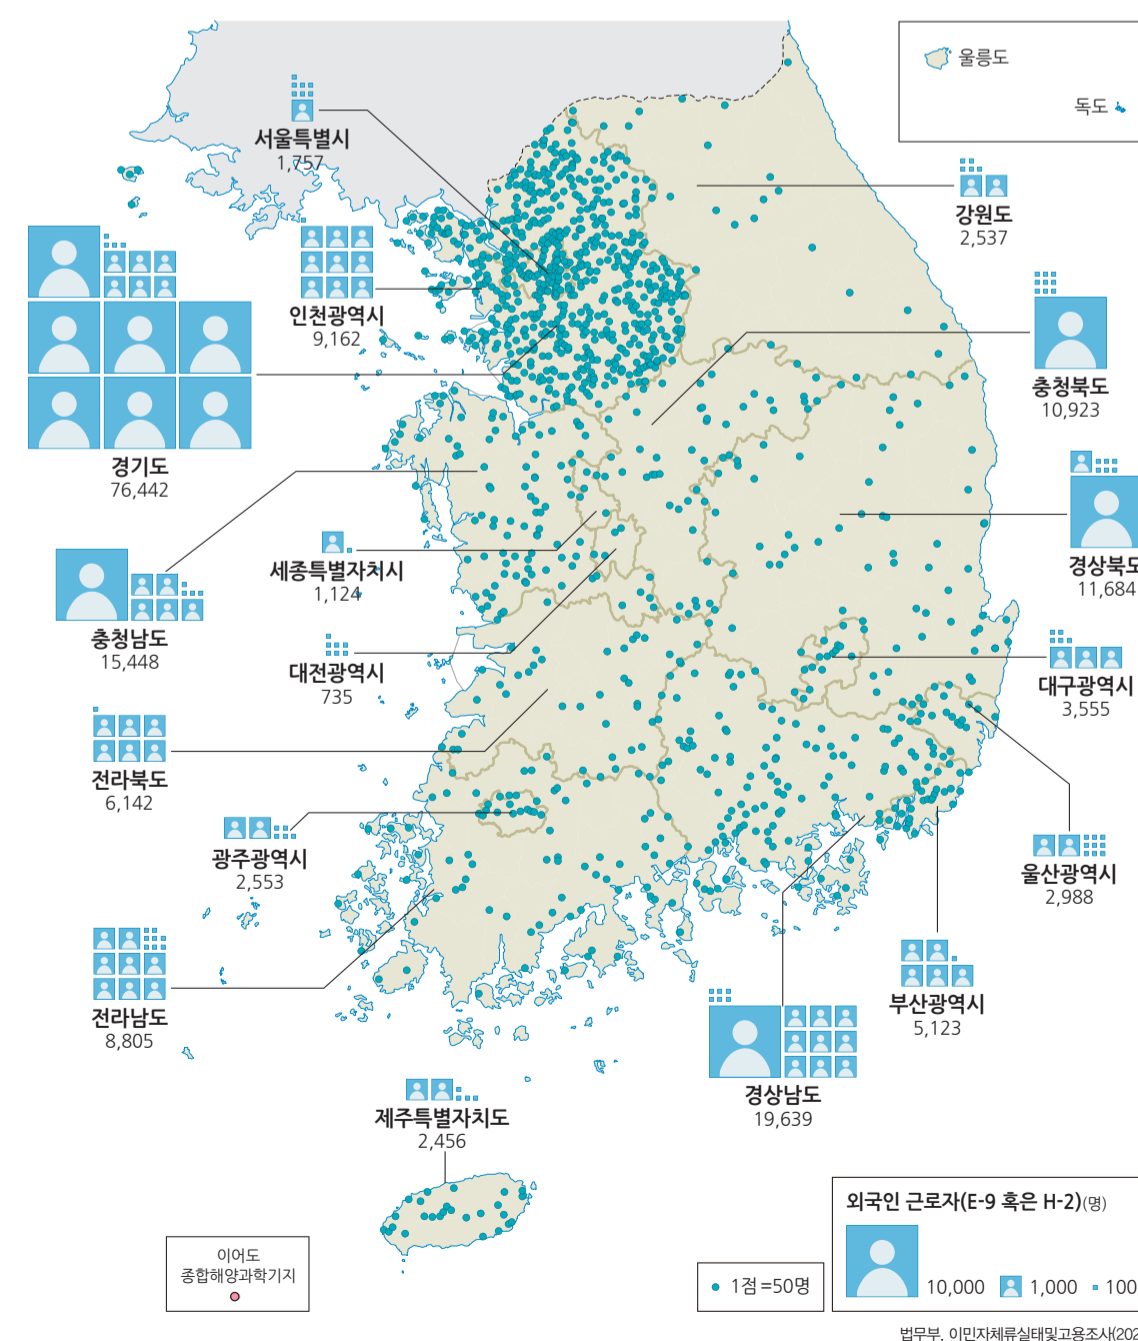 울릉도
독도
서울특별시
1,757
강원도
2,537
인천광역시
9,162
충청북도
10,923
경기도
76,442
경상북도
11,684
세종특별자치시
1,124
충청남도
15,448
대전광역시
735
대구광역시
3,555
전라북도
6,142
광주광역시
2,553
울산광역시
2,988
전라남도
8,805
부산광역시
5,123
경상남도
19,639
제주특별자치도
2,456
이어도
종합해양과학기지
1점=50명
외국인 근로자(E-9 혹은 H-2)(명)
10,000 1,000 100
법무부, 이민자체류실태및고용조사(202